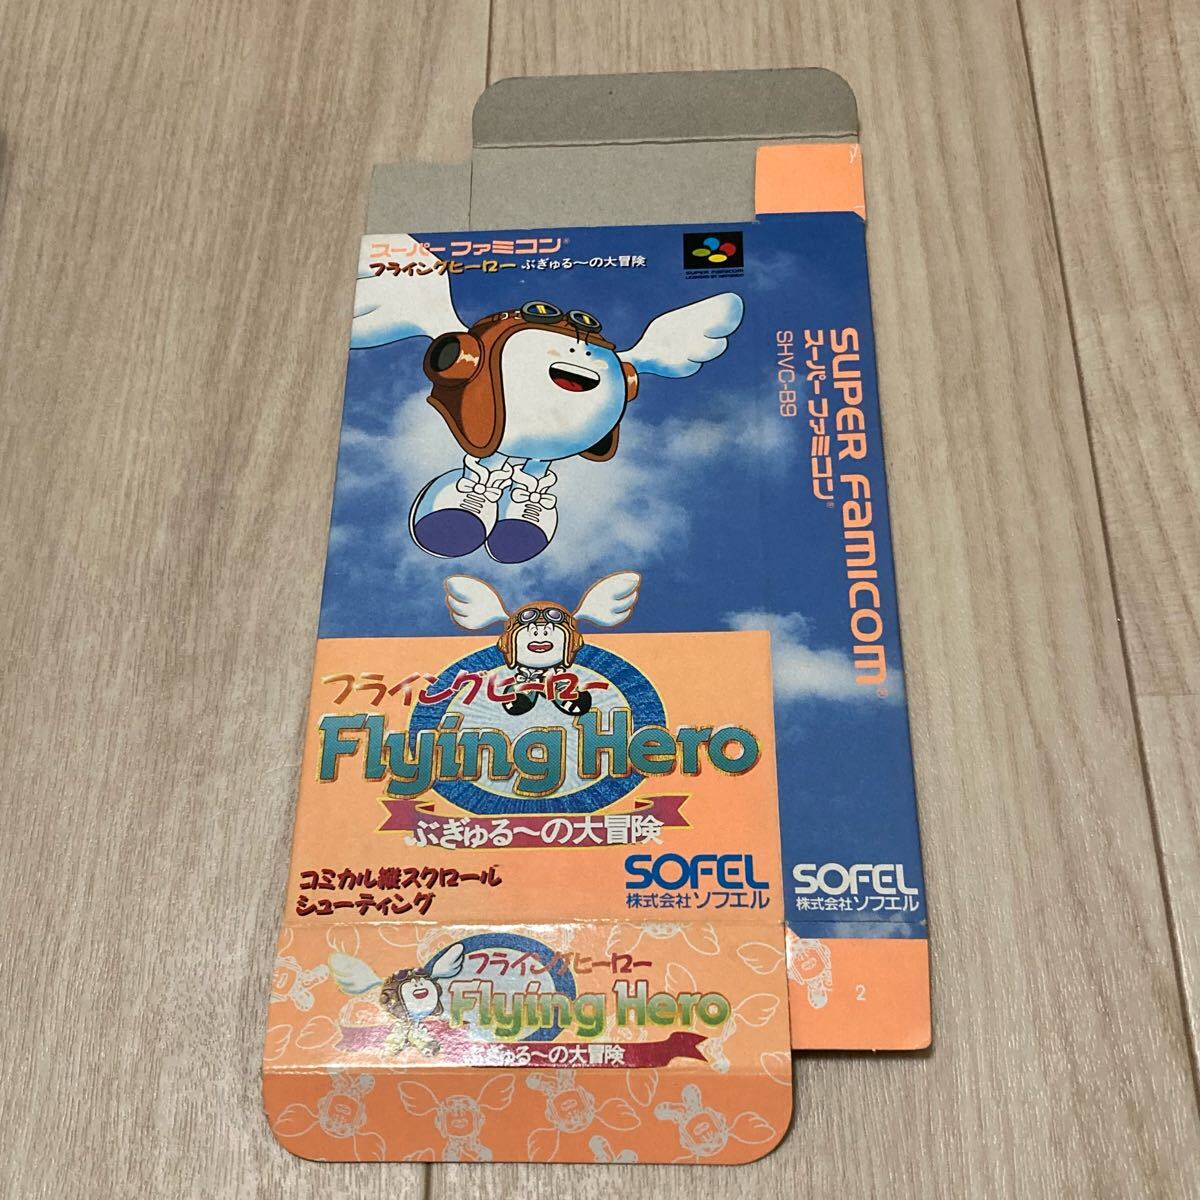 スーパーファミコン®
フライングヒーロー ぶぎゅる〜の大冒険
SUPER FAMICOM
LICENSED BY NINTENDO
SUPER FAMICOM®
スーパーファミコン®
SHVC-B9
フライングヒーロー
Flying Hero
ぶぎゅる〜の大冒険
コミカル縦スクロール
シューティング
SOFEL
株式会社ソフエル
SOFEL
株式会社ソフエル
フライングヒーロー
Flying Hero
ぶぎゅる〜の大冒険
2